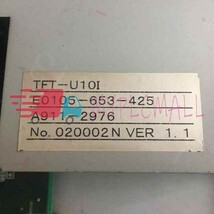 TFT-U10I
E0105-653-425
A911-2976
No. 020002N VER 1.1